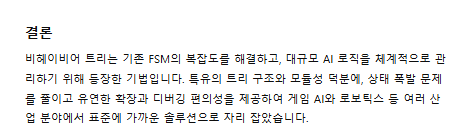 결론
비헤이비어 트리는 기존 FSM의 복잡도를 해결하고, 대규모 AI 로직을 체계적으로 관
리하기 위해 등장한 기법입니다. 특유의 트리 구조와 모듈성 덕분에, 상태 폭발 문제
를 줄이고 유연한 확장과 디버깅 편의성을 제공하여 게임 AI와 로보틱스 등 여러 산
업 분야에서 표준에 가까운 솔루션으로 자리 잡았습니다.